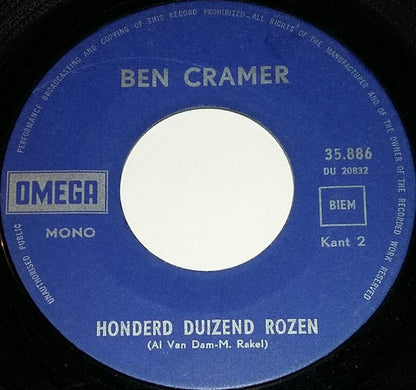 UNAUTHORISED PUBLIC PERFORMANCE BROADCASTING AND COPYING OF THIS RECORD PROHIBITED-ALL RIGHTS OF THE MANUFACTURER AND OF THE OWNER OF THE RECORDED WORK RESERVED
BEN CRAMER
35.886
DU 20832
OMEGA
BIEM
MONO
Kant 2
HONDERD DUIZEND ROZEN
(Al Van Dam-M. Rakel)